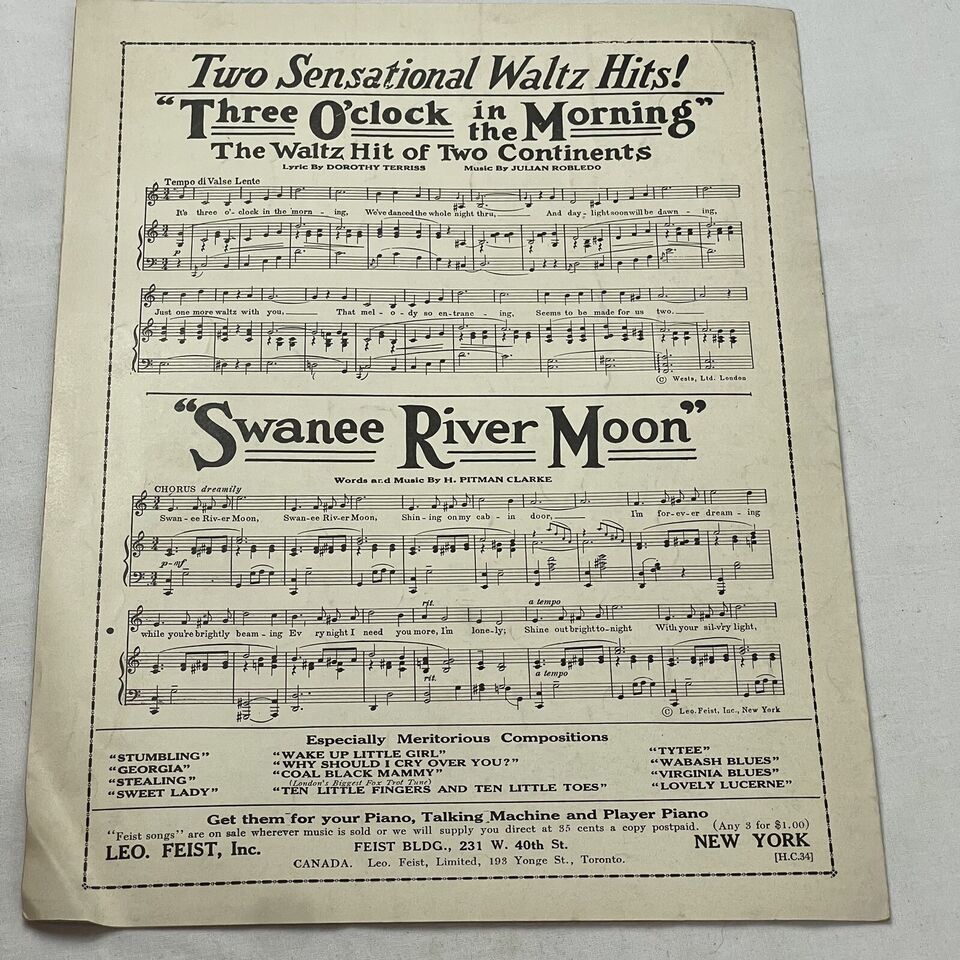 Two Sensational Waltz Hits!
"Three O'clock in the Morning"
The Waltz Hit of Two Continents
Lyric By DOROTHY TERRISS Music By JULIAN ROBLEDO
Tempo di Valse Lente
It's three o'-clock in the morn - ing, We've danced the whole night thru, And day - light soon will be dawn - ing,
p
Just one more waltz with you, That mel - o - dy so en-tranc - ing, Seems to be made for us two.
© Wests, Ltd. London
"Swanee River Moon"
Words and Music By H. PITMAN CLARKE
CHORUS dreamily
Swan-ee Riv-er Moon, Swan-ee Riv-er Moon, Shin-ing on my cab - in door, I'm for-ev-er dream - ing
p-mf
rit. a tempo
while you're brightly beam - ing Ev 'ry night I need you more, I'm lone-ly; Shine out bright to-night With your silv'ry light,
rit. a tempo
© Leo. Feist, Inc., New York
Especially Meritorious Compositions
"STUMBLING" "WAKE UP LITTLE GIRL" "TYTEE"
"GEORGIA" "WHY SHOULD I CRY OVER YOU?" "WABASH BLUES"
"STEALING" "COAL BLACK MAMMY" "VIRGINIA BLUES"
(London's Biggest Fox Trot Tune)
"SWEET LADY" "TEN LITTLE FINGERS AND TEN LITTLE TOES" "LOVELY LUCERNE"
Get them for your Piano, Talking Machine and Player Piano
"Feist songs" are on sale wherever music is sold or we will supply you direct at 35 cents a copy postpaid. (Any 3 for $1.00)
LEO. FEIST, Inc. FEIST BLDG., 231 W. 40th St. NEW YORK
CANADA. Leo. Feist, Limited, 193 Yonge St., Toronto. [H.C.34]